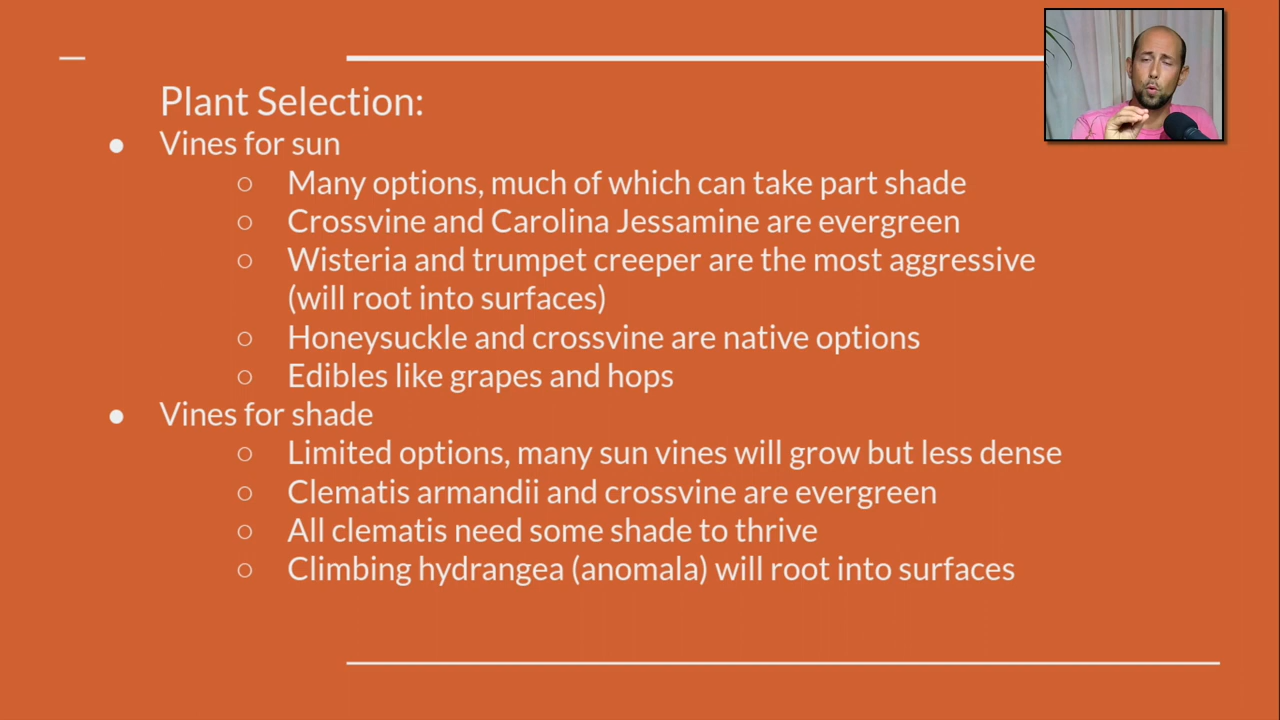 Plant Selection:
● Vines for sun
○ Many options, much of which can take part shade
○ Crossvine and Carolina Jessamine are evergreen
○ Wisteria and trumpet creeper are the most aggressive
(will root into surfaces)
○ Honeysuckle and crossvine are native options
○ Edibles like grapes and hops
● Vines for shade
○ Limited options, many sun vines will grow but less dense
○ Clematis armandii and crossvine are evergreen
○ All clematis need some shade to thrive
○ Climbing hydrangea (anomala) will root into surfaces